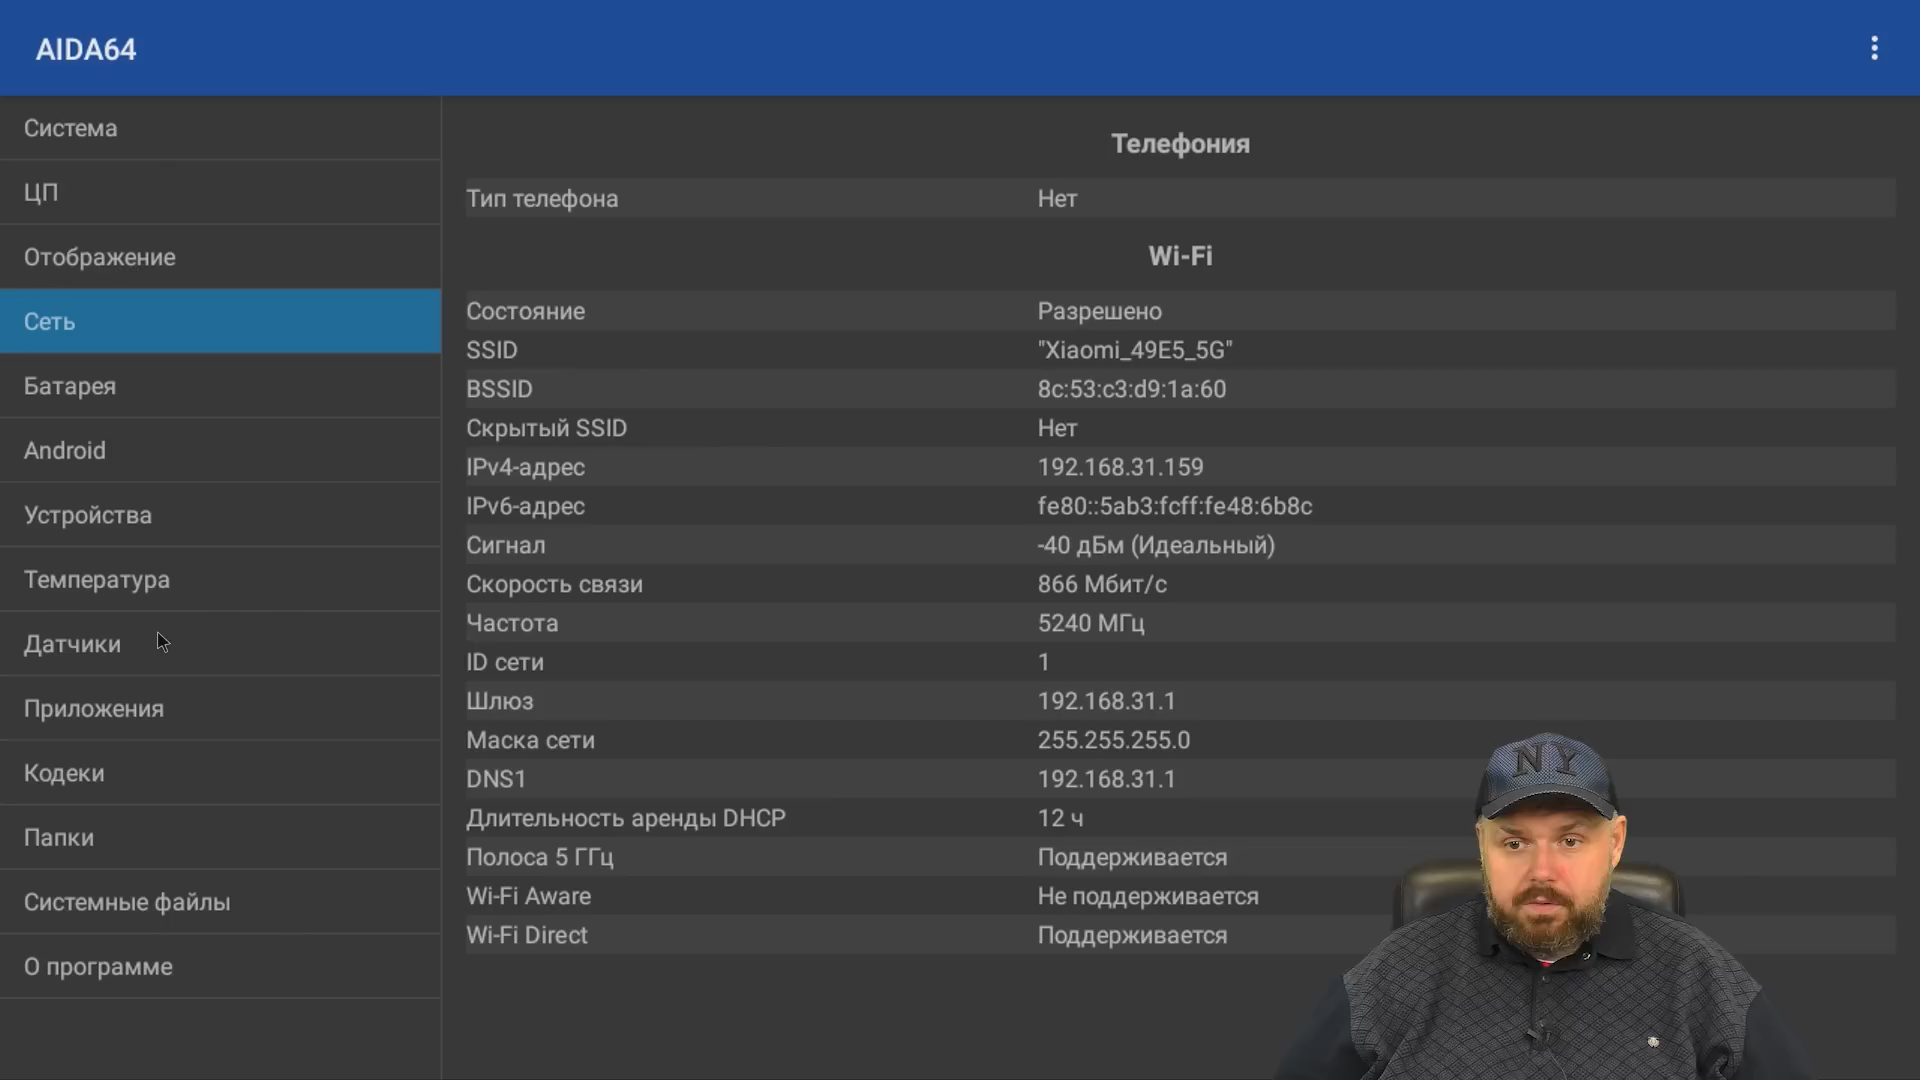 AIDA64
Система
ЦП
Отображение
Сеть
Батарея
Android
Устройства
Температура
Датчики
Приложения
Кодеки
Папки
Системные файлы
О программе
Телефония
Тип телефона Нет
Wi-Fi
Состояние Разрешено
SSID "Xiaomi_49E5_5G"
BSSID 8c:53:c3:d9:1a:60
Скрытый SSID Нет
IPv4-адрес 192.168.31.159
IPv6-адрес fe80::5ab3:fcff:fe48:6b8c
Сигнал -40 дБм (Идеальный)
Скорость связи 866 Мбит/с
Частота 5240 МГц
ID сети 1
Шлюз 192.168.31.1
Маска сети 255.255.255.0
DNS1 192.168.31.1
Длительность аренды DHCP 12 ч
Полоса 5 ГГц Поддерживается
Wi-Fi Aware Не поддерживается
Wi-Fi Direct Поддерживается
NY